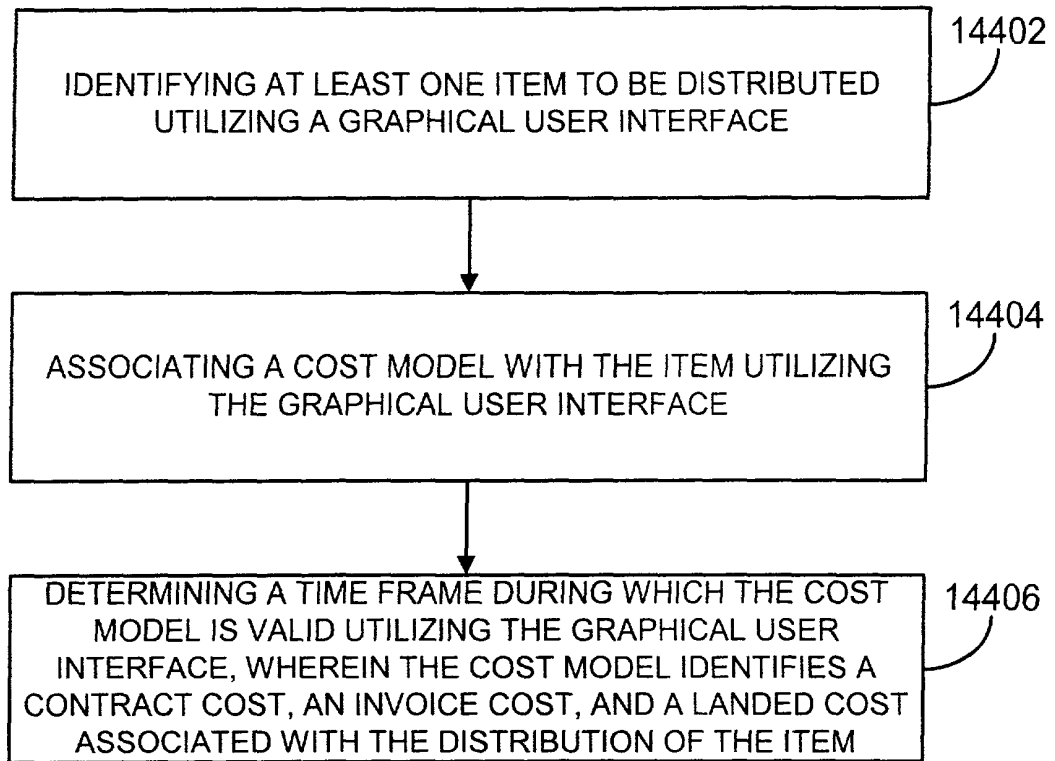 14402
IDENTIFYING AT LEAST ONE ITEM TO BE DISTRIBUTED
UTILIZING A GRAPHICAL USER INTERFACE
14404
ASSOCIATING A COST MODEL WITH THE ITEM UTILIZING
THE GRAPHICAL USER INTERFACE
14406
DETERMINING A TIME FRAME DURING WHICH THE COST
MODEL IS VALID UTILIZING THE GRAPHICAL USER
INTERFACE, WHEREIN THE COST MODEL IDENTIFIES A
CONTRACT COST, AN INVOICE COST, AND A LANDED COST
ASSOCIATED WITH THE DISTRIBUTION OF THE ITEM